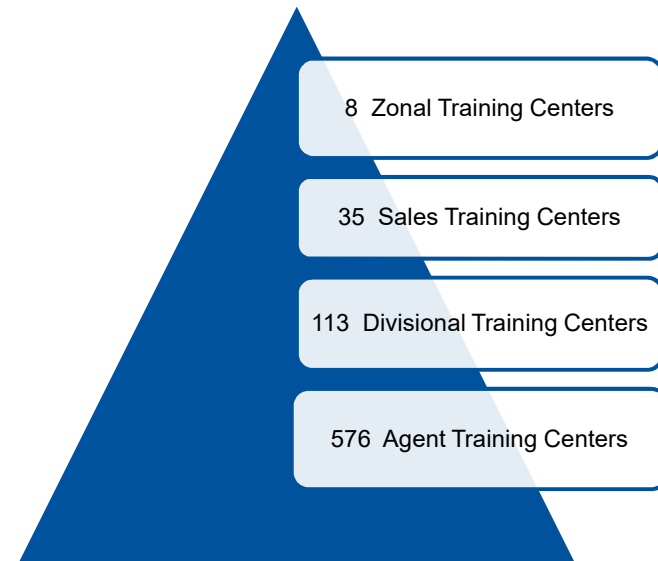 8 Zonal Training Centers
35 Sales Training Centers
113 Divisional Training Centers
576 Agent Training Centers